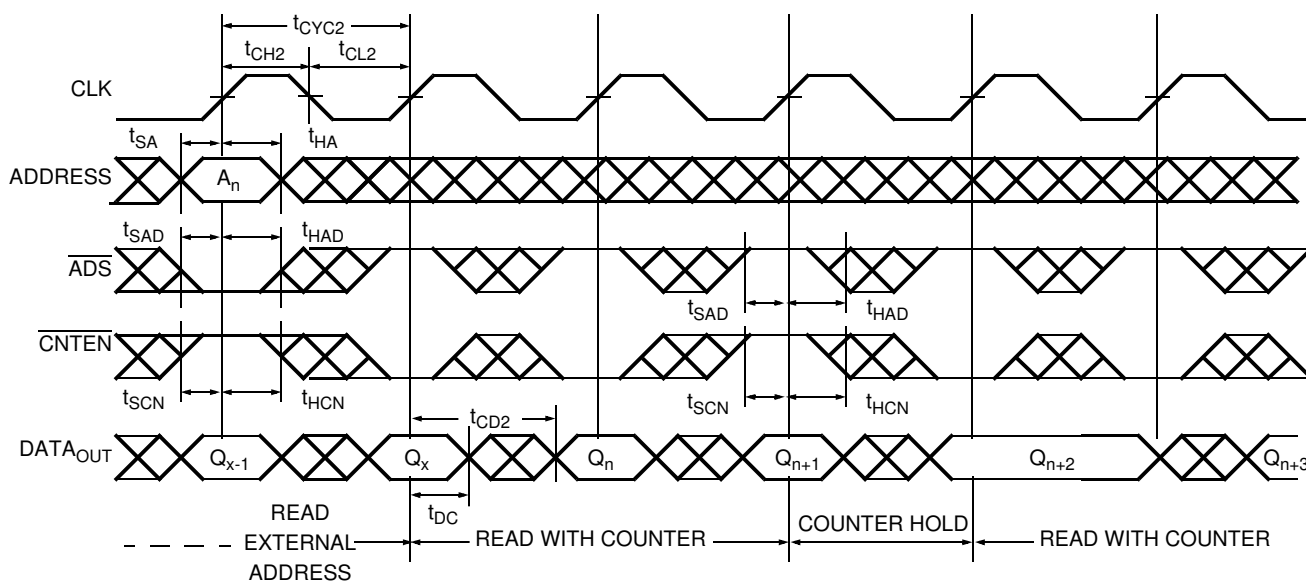 tCYC2
tCH2 tCL2
CLK
tSA tHA
ADDRESS An
tSAD tHAD
ADS
tSAD tHAD
CNTEN
tSCN tHCN tSCN tHCN
tCD2
DATAOUT Qx-1 Qx Qn Qn+1 Qn+2 Qn+3
tDC
READ
EXTERNAL
ADDRESS
READ WITH COUNTER
COUNTER HOLD
READ WITH COUNTER